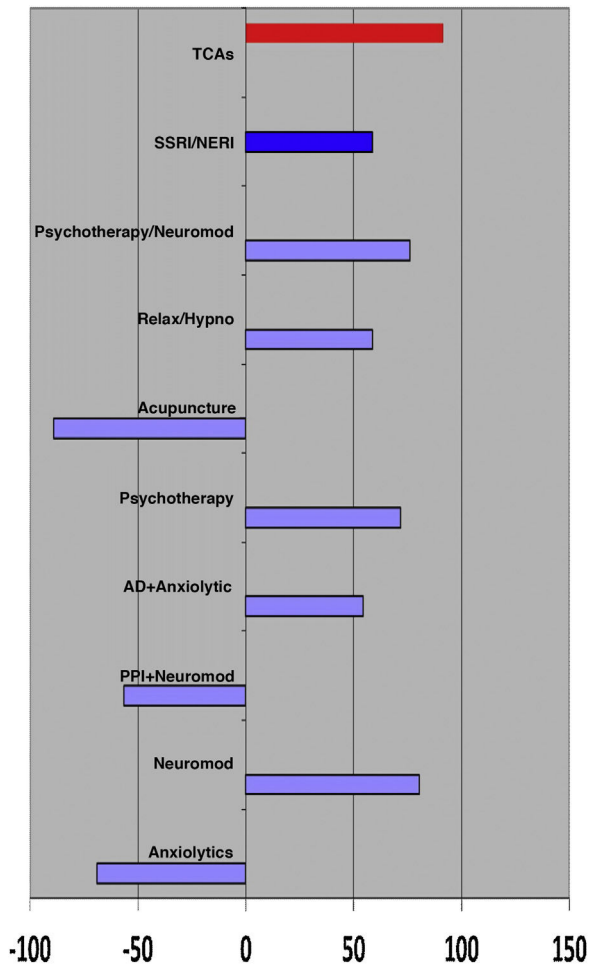 TCAs
SSRI/NERI
Psychotherapy/Neuromod
Relax/Hypno
Acupuncture
Psychotherapy
AD+Anxiolytic
PPI+Neuromod
Neuromod
Anxiolytics
-100 -50 0 50 100 150